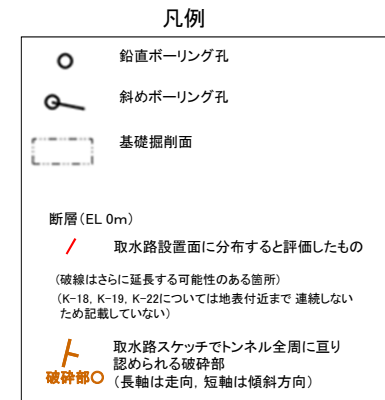 凡例
鉛直ボーリング孔
斜めボーリング孔
基礎掘削面
断層(EL 0m)
取水路設置面に分布すると評価したもの
(破線はさらに延長する可能性のある箇所)
(K-18, K-19, K-22については地表付近まで 連続しない
ため記載していない)
取水路スケッチでトンネル全周に亘り
認められる破砕部
破砕部○
(長軸は走向, 短軸は傾斜方向)